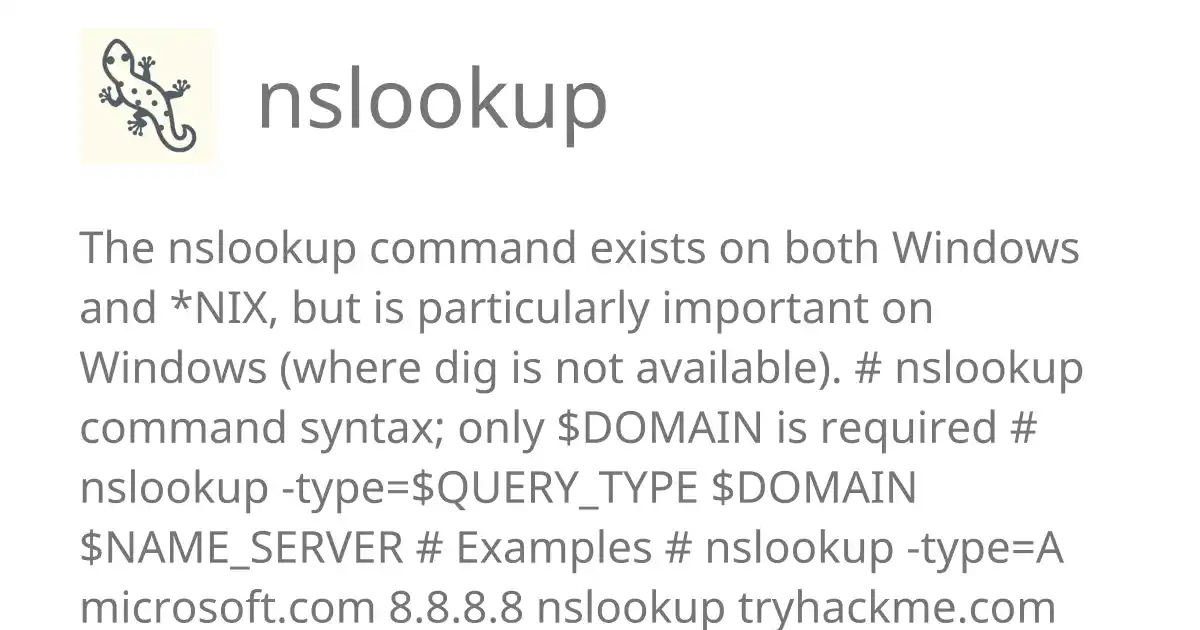 nslookup
The nslookup command exists on both Windows
and *NIX, but is particularly important on
Windows (where dig is not available). # nslookup
command syntax; only $DOMAIN is required #
nslookup -type=$QUERY_TYPE $DOMAIN
$NAME_SERVER # Examples # nslookup -type=A
microsoft.com 8.8.8.8 nslookup tryhackme.com